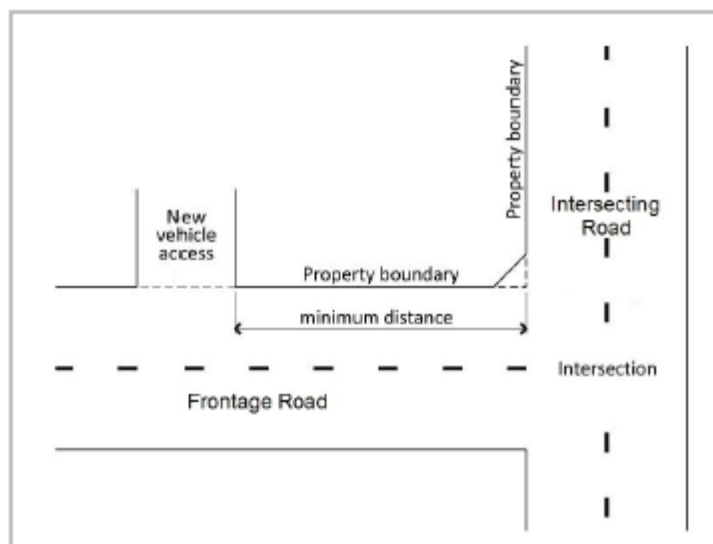 Property boundary
New
vehicle
access
Intersecting
Road
Property boundary
minimum distance
Intersection
Frontage Road